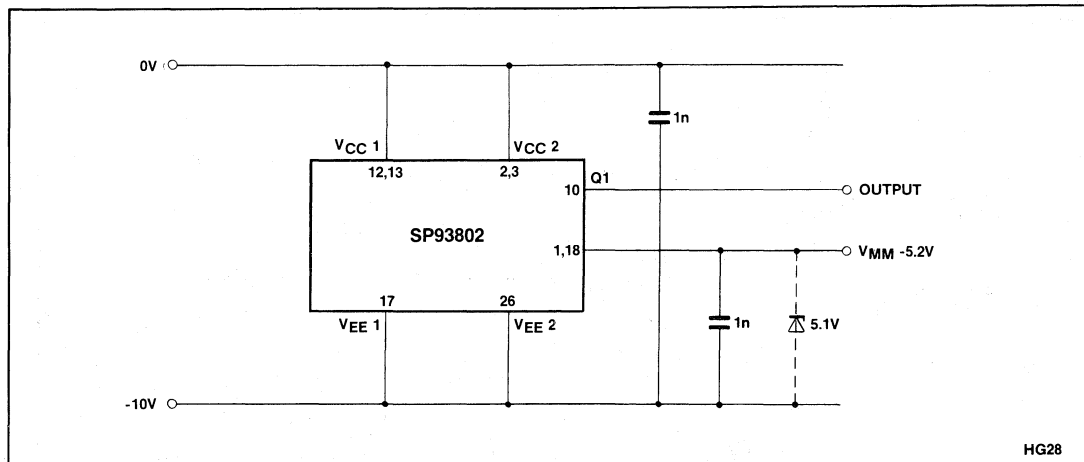 0V
1n
VCC 1
VCC 2
12,13
2,3
Q1
10
OUTPUT
SP93802
1,18
VMM -5.2V
17
26
1n
5.1V
VEE 1
VEE 2
-10V
HG28